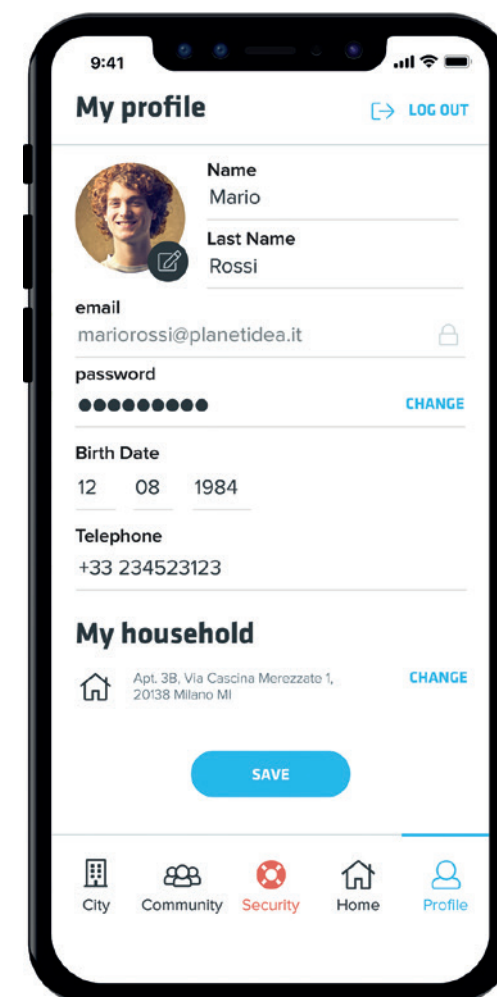 9:41
My profile
LOG OUT
Name
Mario
Last Name
Rossi
email
mariorossi@planetidea.it
password
●●●●●●●●●
CHANGE
Birth Date
12 08 1984
Telephone
+33 234523123
My household
Apt. 3B, Via Cascina Merezzate 1,
20138 Milano MI
CHANGE
SAVE
City Community Security Home Profile